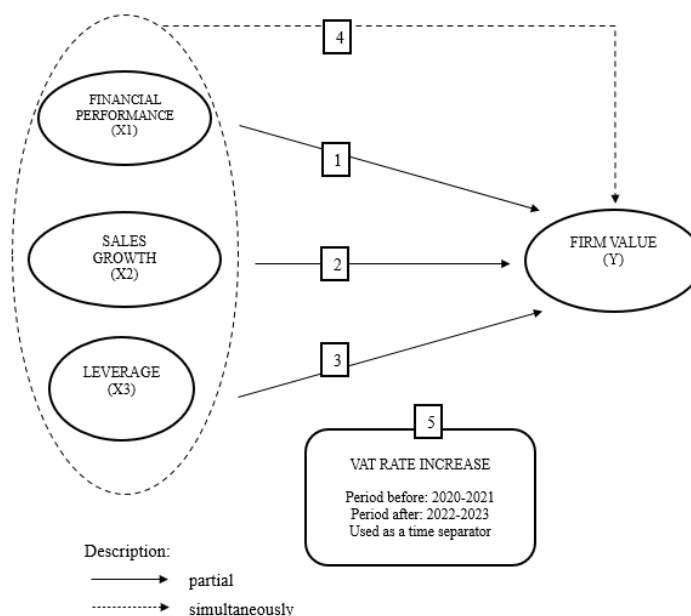 4
FINANCIAL
PERFORMANCE
(X1)
1
SALES
GROWTH
(X2)
2
FIRM VALUE
(Y)
LEVERAGE
(X3)
3
5
VAT RATE INCREASE
Period before: 2020-2021
Period after: 2022-2023
Used as a time separator
Description:
partial
simultaneously